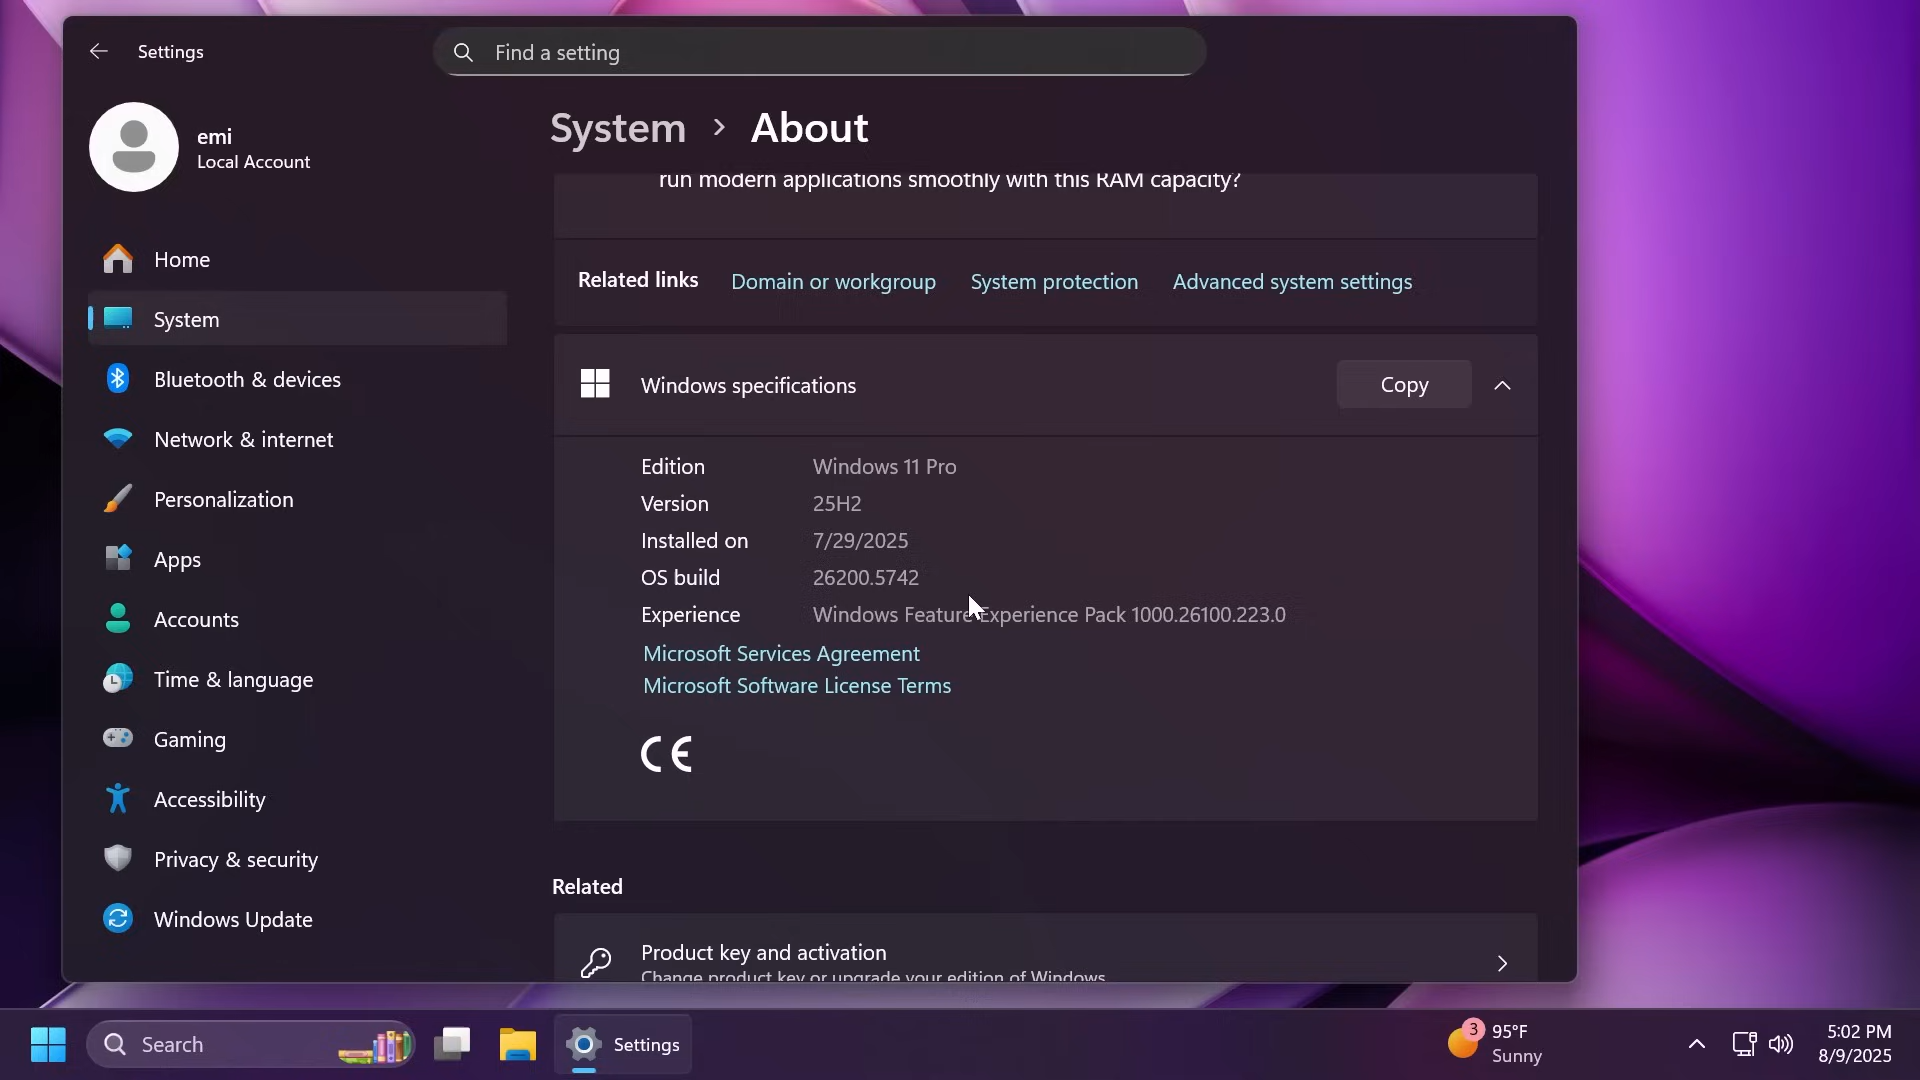 Settings
Find a setting
emi
Local Account
Home
System
Bluetooth & devices
Network & internet
Personalization
Apps
Accounts
Time & language
Gaming
Accessibility
Privacy & security
Windows Update
System > About
run modern applications smoothly with this RAM capacity?
Related links Domain or workgroup System protection Advanced system settings
Windows specifications Copy
Edition Windows 11 Pro
Version 25H2
Installed on 7/29/2025
OS build 26200.5742
Experience Windows Feature Experience Pack 1000.26100.223.0
Microsoft Services Agreement
Microsoft Software License Terms
CE
Related
Product key and activation
Change product key or upgrade your edition of Windows
Search
Settings
3
95°F
Sunny
5:02 PM
8/9/2025